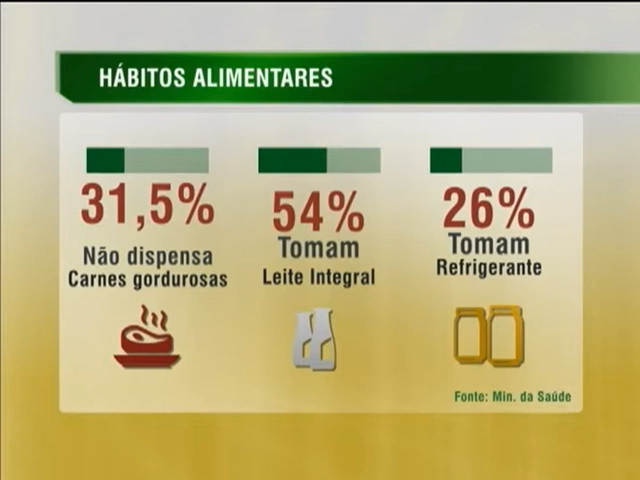 HÁBITOS ALIMENTARES
31,5%
Não dispensa
Carnes gordurosas
54%
Tomam
Leite Integral
26%
Tomam
Refrigerante
Fonte: Min. da Saúde